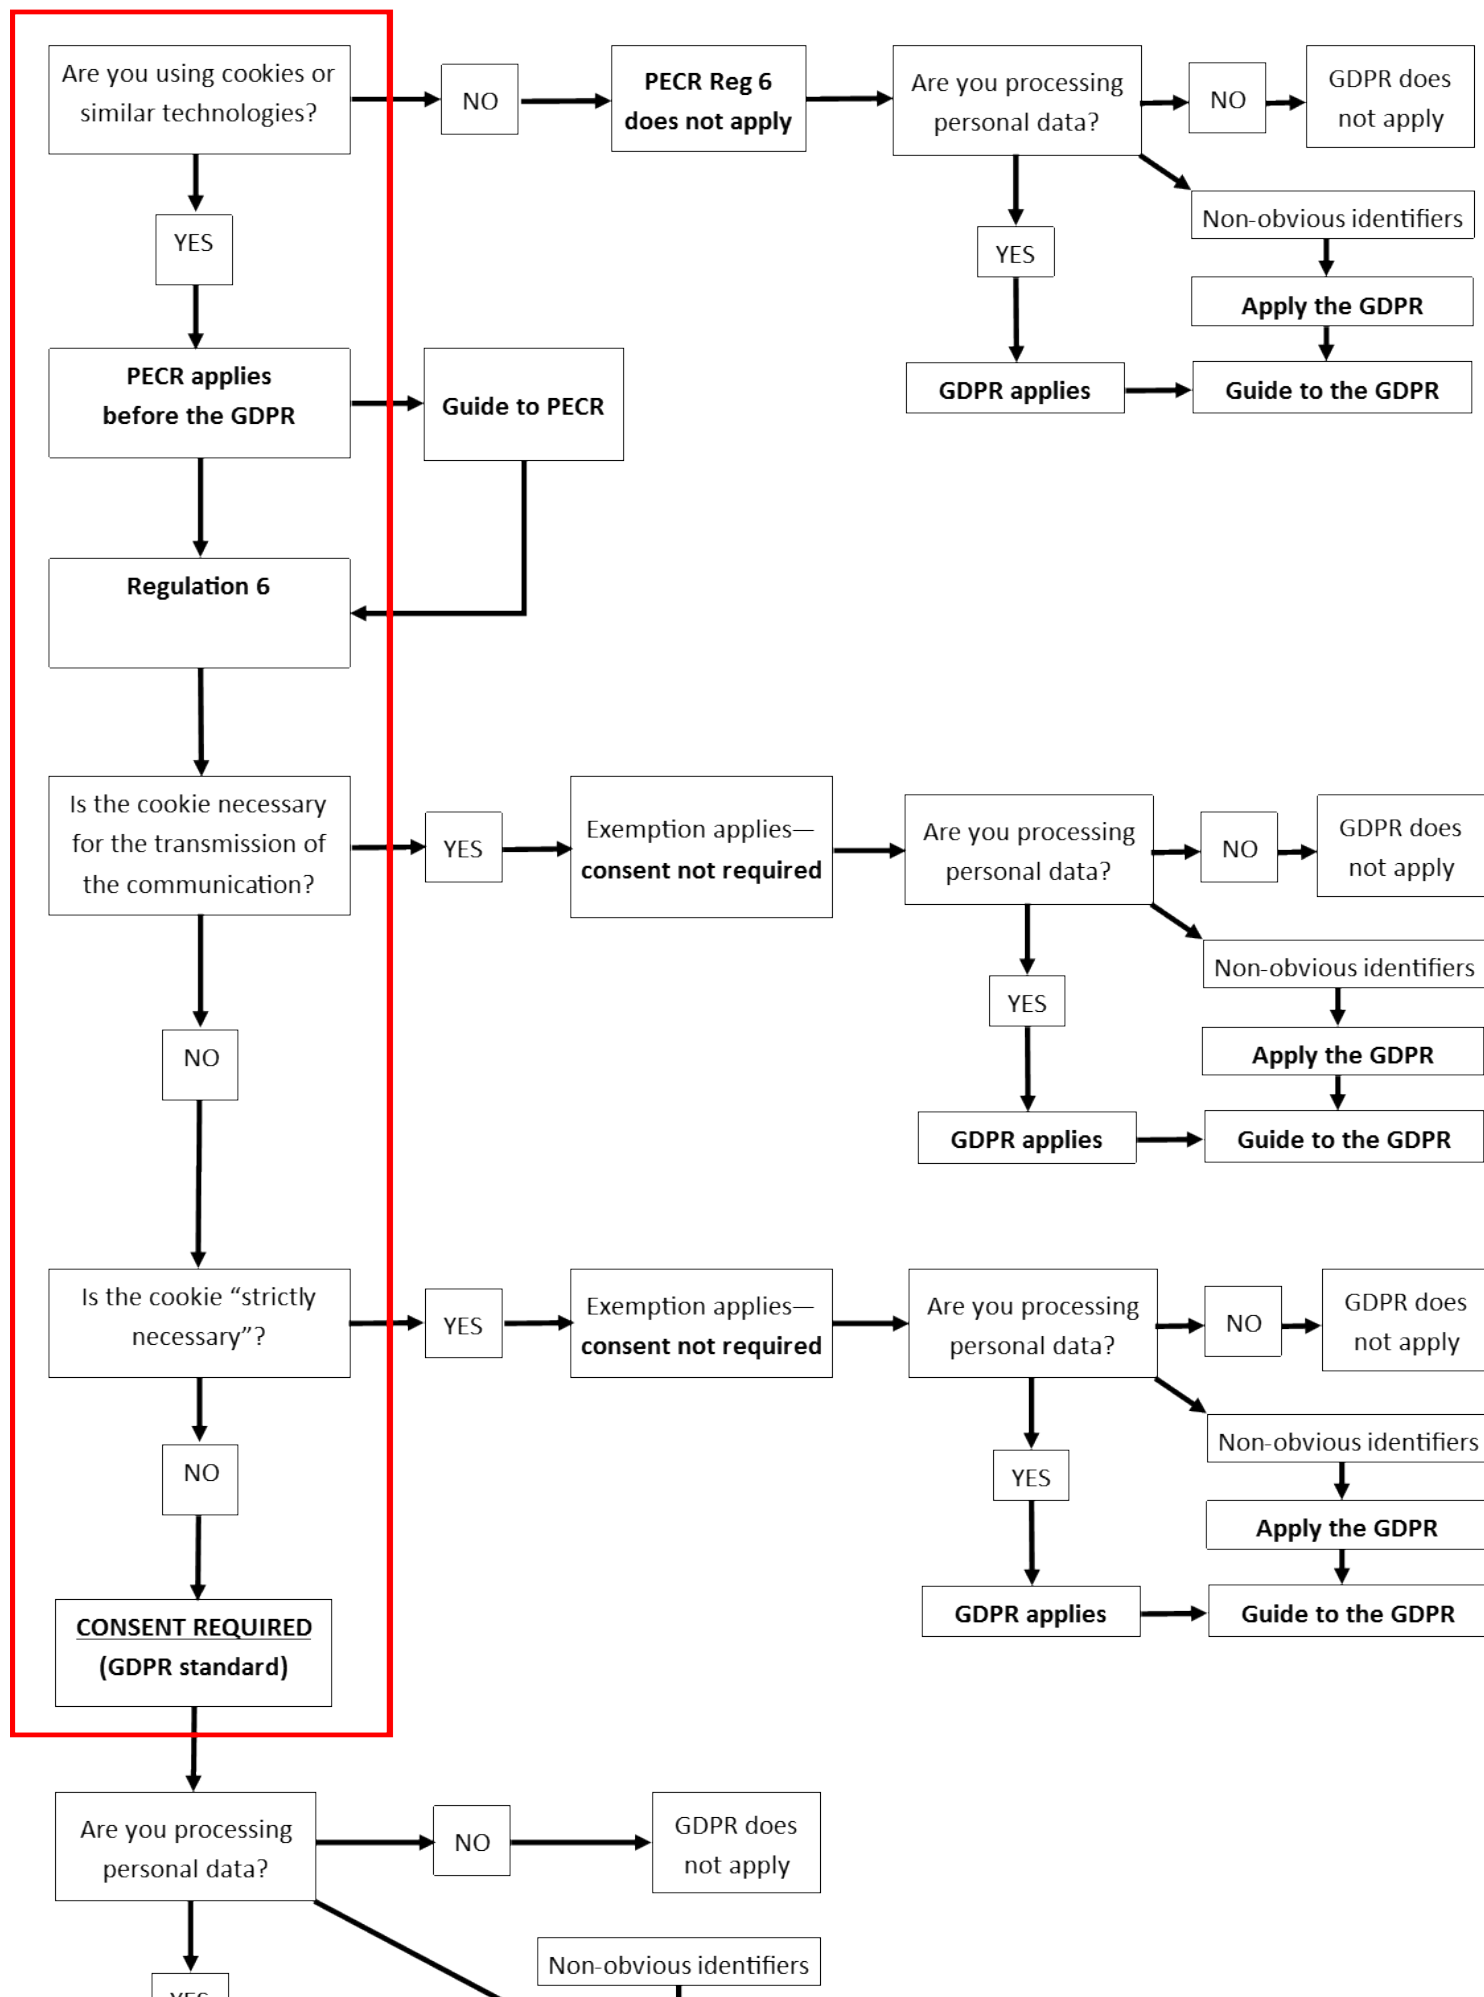 Are you using cookies or
similar technologies?
NO
PECR Reg 6
does not apply
Are you processing
personal data?
NO
GDPR does
not apply
YES
Non-obvious identifiers
YES
Apply the GDPR
PECR applies
before the GDPR
Guide to PECR
GDPR applies
Guide to the GDPR
Regulation 6
Is the cookie necessary
for the transmission of
the communication?
YES
Exemption applies—
consent not required
Are you processing
personal data?
NO
GDPR does
not apply
Non-obvious identifiers
YES
NO
Apply the GDPR
GDPR applies
Guide to the GDPR
Is the cookie “strictly
necessary”?
YES
Exemption applies—
consent not required
Are you processing
personal data?
NO
GDPR does
not apply
Non-obvious identifiers
NO
YES
Apply the GDPR
CONSENT REQUIRED
(GDPR standard)
GDPR applies
Guide to the GDPR
Are you processing
personal data?
NO
GDPR does
not apply
Non-obvious identifiers
YES